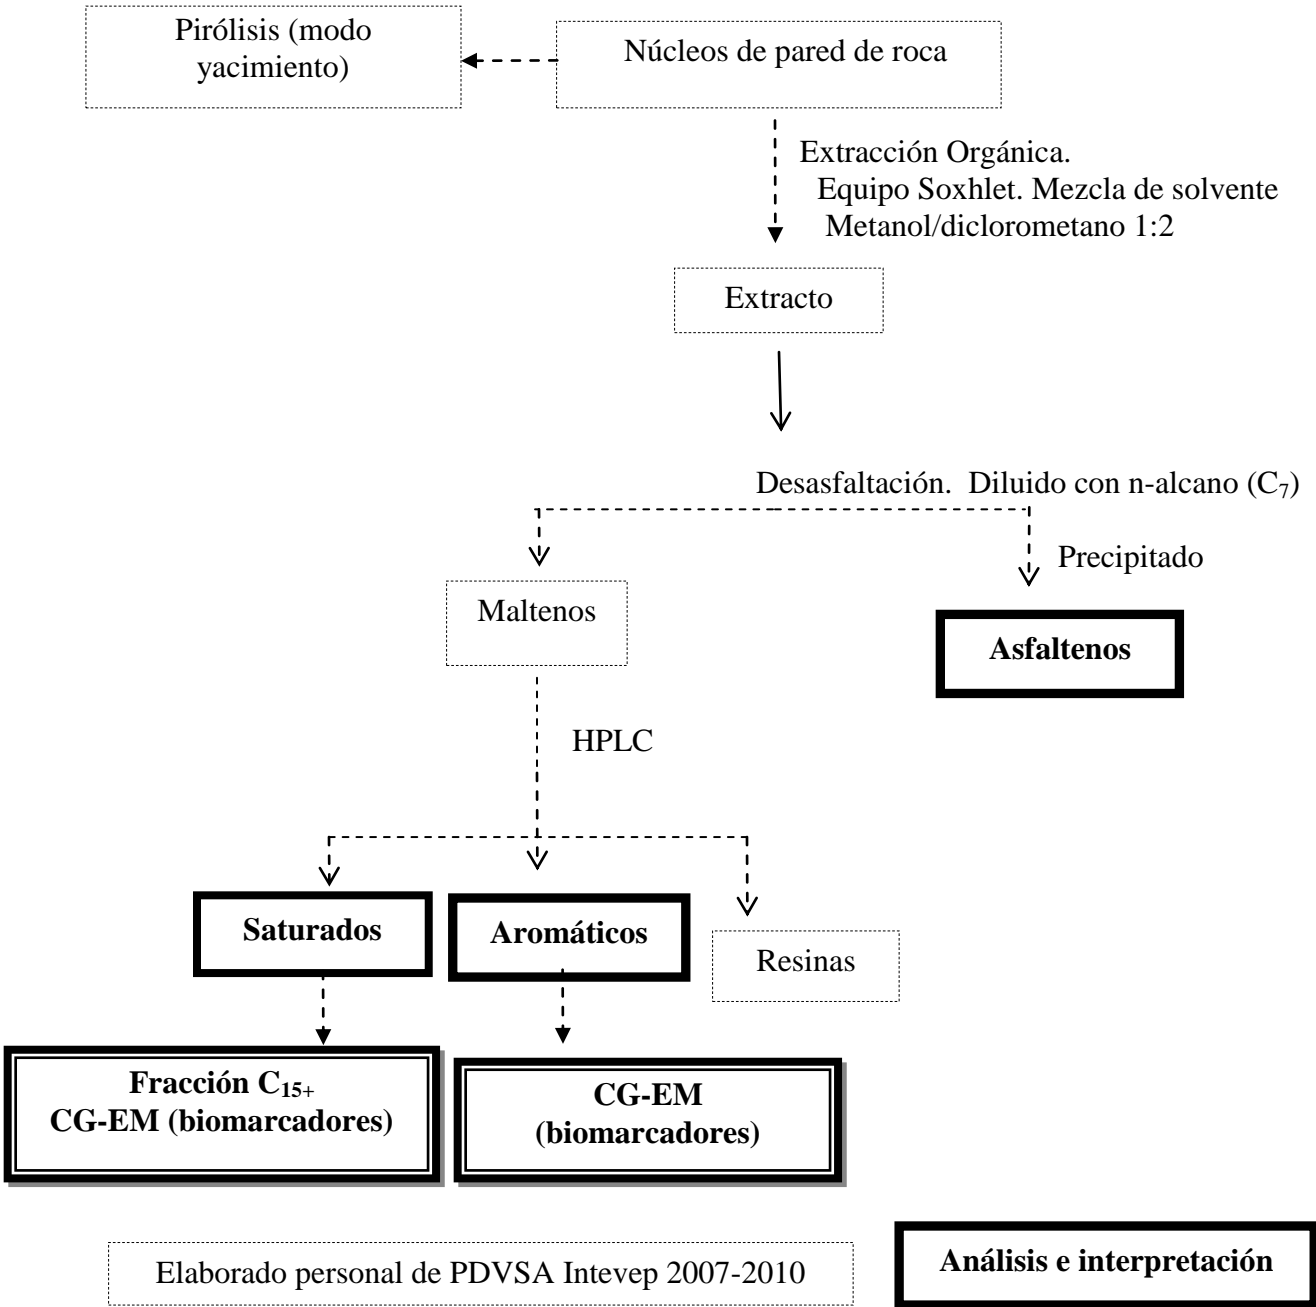 Pirólisis (modo
yacimiento)
Núcleos de pared de roca
Extracción Orgánica.
Equipo Soxhlet. Mezcla de solvente
Metanol/diclorometano 1:2
Extracto
Desasfaltación. Diluido con n-alcano (C₇)
Precipitado
Maltenos
Asfaltenos
HPLC
Saturados
Aromáticos
Resinas
Fracción C₁₅₊
CG-EM (biomarcadores)
CG-EM
(biomarcadores)
Elaborado personal de PDVSA Intevep 2007-2010
Análisis e interpretación